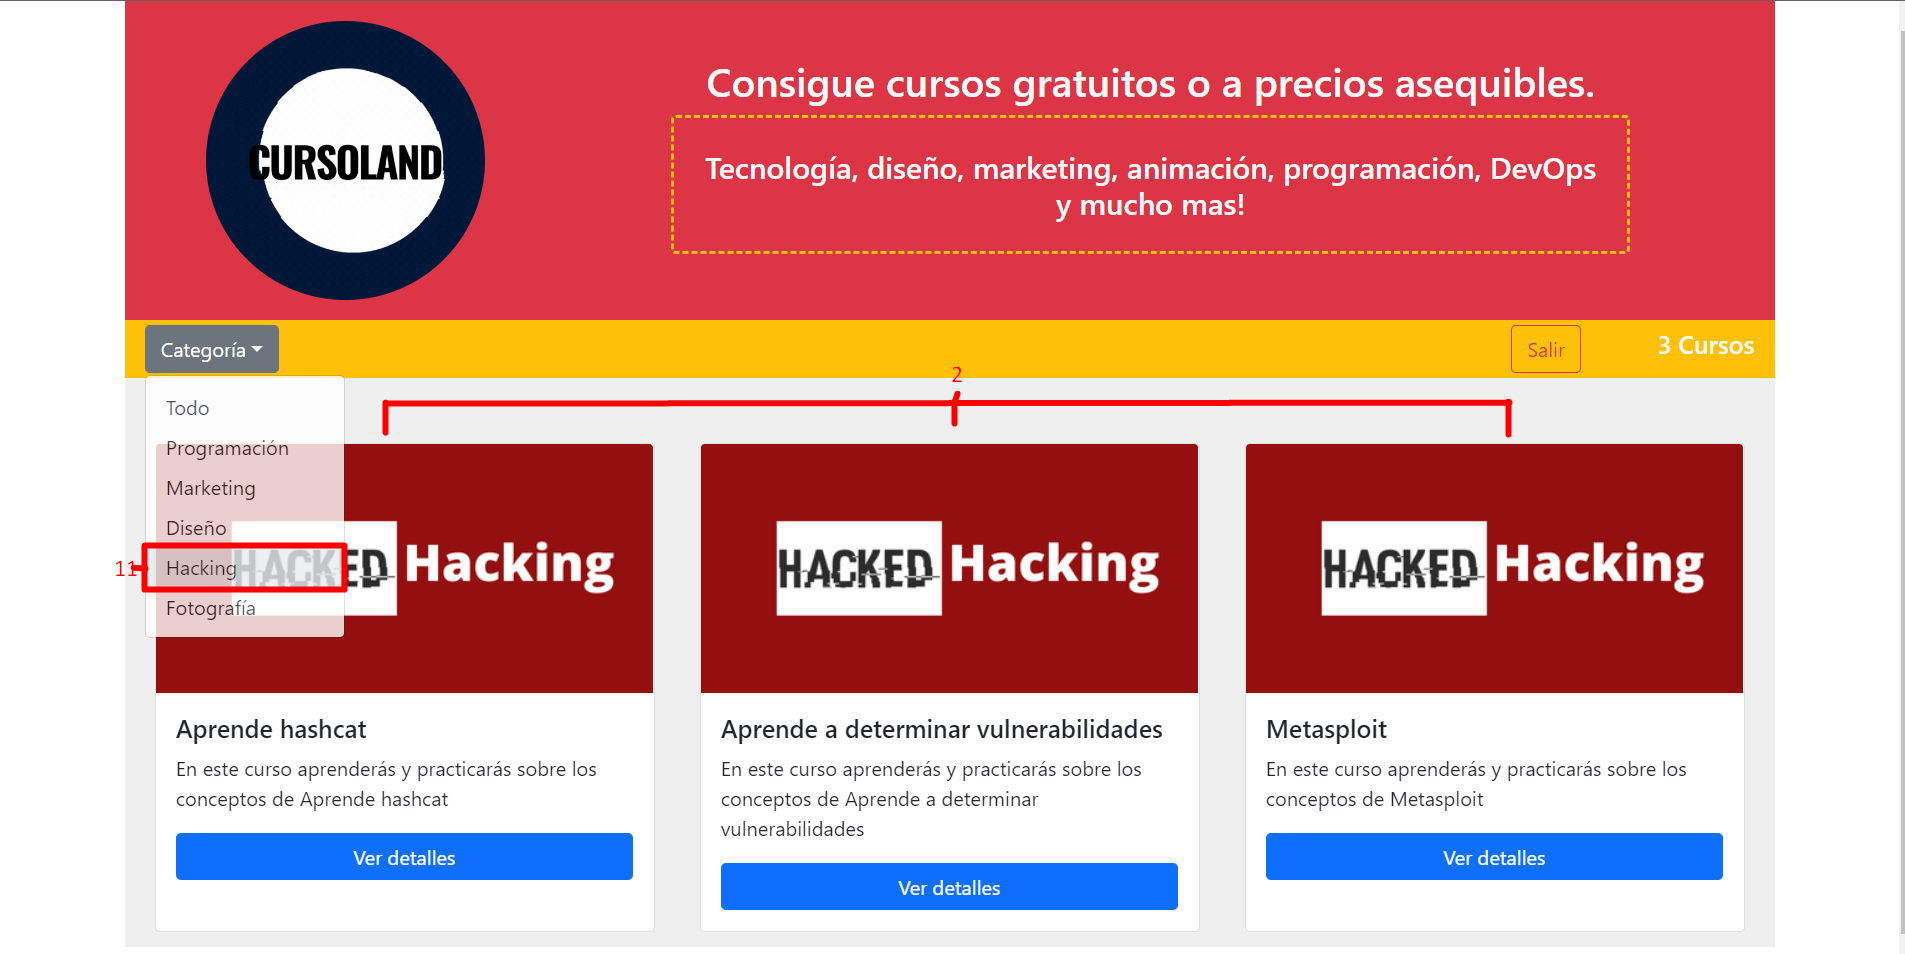 CURSOLAND
Consigue cursos gratuitos o a precios asequibles.
Tecnología, diseño, marketing, animación, programación, DevOps
y mucho mas!
Categoría
Salir
3 Cursos
2
Todo
Programación
Marketing
Diseño
11
Hacking
Fotografía
HACKED Hacking
HACKED Hacking
HACKED Hacking
Aprende hashcat
En este curso aprenderás y practicarás sobre los
conceptos de Aprende hashcat
Ver detalles
Aprende a determinar vulnerabilidades
En este curso aprenderás y practicarás sobre los
conceptos de Aprende a determinar
vulnerabilidades
Ver detalles
Metasploit
En este curso aprenderás y practicarás sobre los
conceptos de Metasploit
Ver detalles